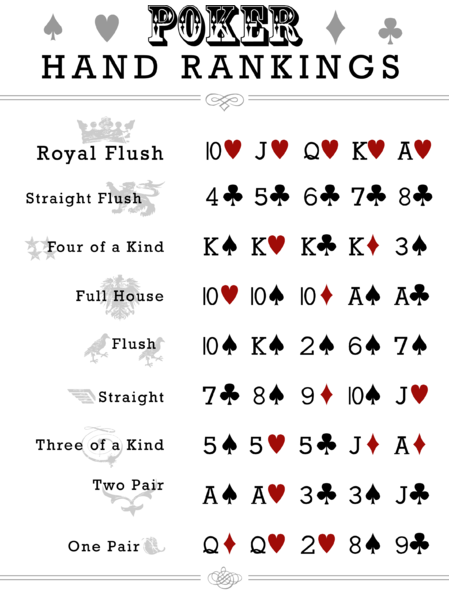 POKER
HAND RANKINGS
Royal Flush 10♥ J♥ Q♥ K♥ A♥
Straight Flush 4♣ 5♣ 6♣ 7♣ 8♣
Four of a Kind K♠ K♥ K♣ K♦ 3♠
Full House 10♥ 10♠ 10♦ A♠ A♣
Flush 10♠ K♠ 2♠ 6♠ 7♠
Straight 7♣ 8♠ 9♦ 10♠ J♥
Three of a Kind 5♠ 5♥ 5♣ J♦ A♦
Two Pair A♠ A♥ 3♣ 3♠ J♣
One Pair Q♦ Q♥ 2♥ 8♠ 9♣